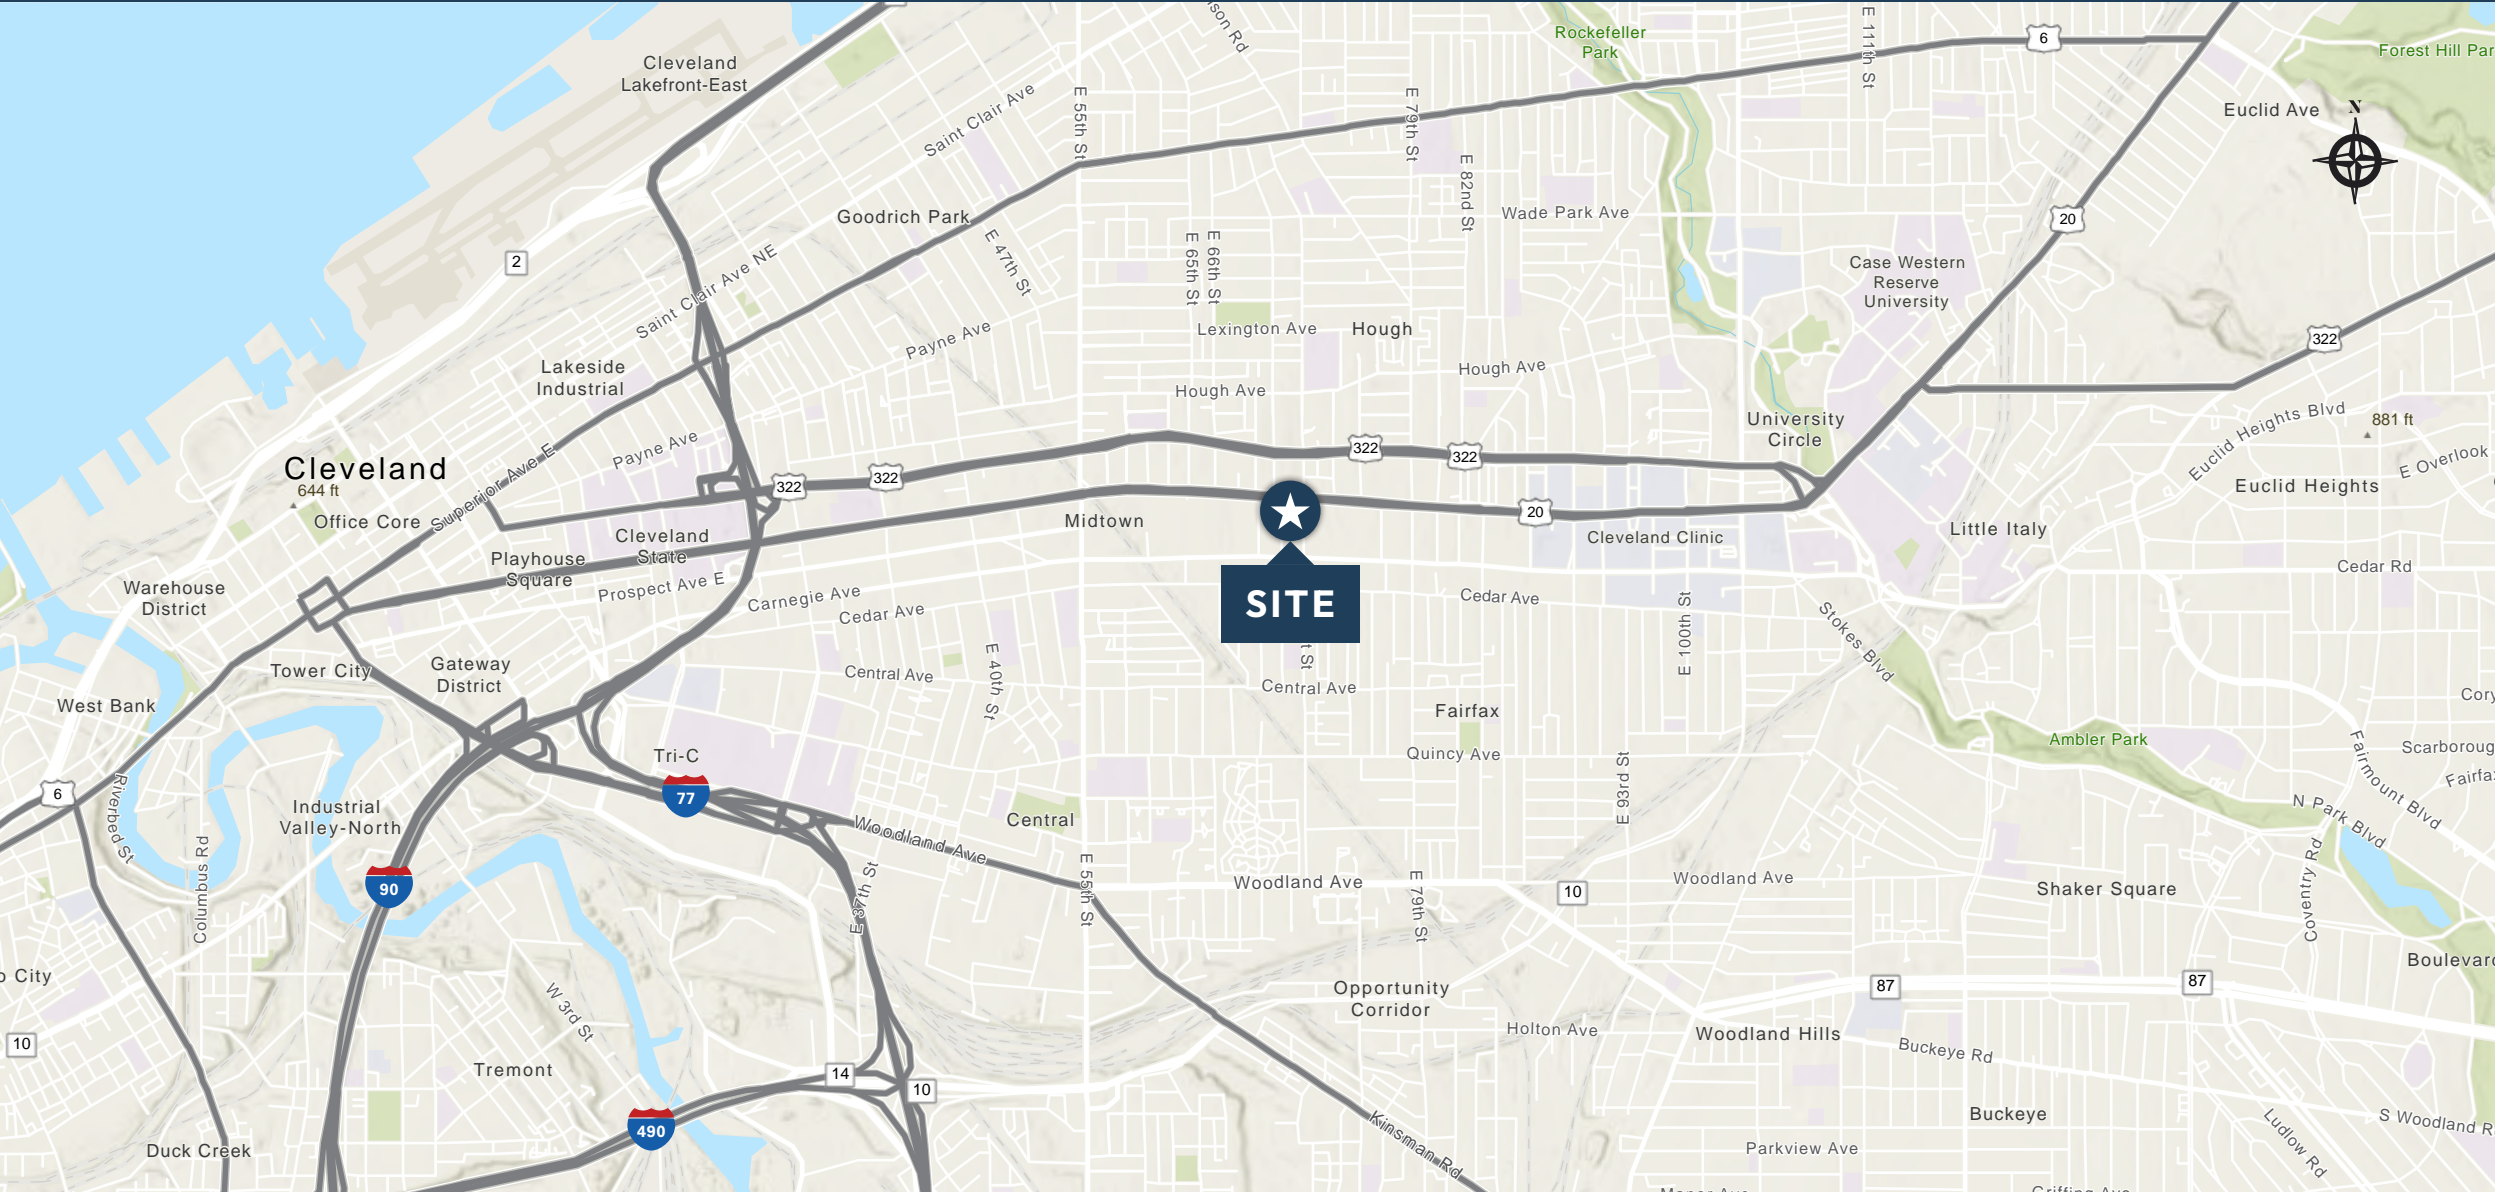 Cleveland
Lakefront-East
Rockefeller
Park
E 111th St
6
Forest Hill Par
Euclid Ave
N
Saint Clair Ave
E 55th St
E 79th St
E 82nd St
Wade Park Ave
20
Goodrich Park
E 47th St
E 65th St
E 66th St
2
Saint Clair Ave NE
Case Western
Reserve
University
Payne Ave
Lexington Ave
Hough
322
Lakeside
Industrial
Hough Ave
Hough Ave
University
Circle
Euclid Heights Blvd
881 ft
E Overlook
Payne Ave
Cleveland
644 ft
Superior Ave E
Office Core
322
322
322
322
Euclid Heights
Midtown
20
Cleveland Clinic
Little Italy
Cleveland
State
Playhouse
Square
Prospect Ave E
Carnegie Ave
Cedar Ave
SITE
Cedar Ave
Cedar Rd
Warehouse
District
E 100th St
Stokes Blvd
Tower City
Gateway
District
Central Ave
E 40th St
t St
Central Ave
Fairfax
West Bank
Cory
Quincy Ave
Ambler Park
Scarboroug
Fairfa
Fairmount Blvd
N Park Blvd
Tri-C
77
6
Riverbed St
Industrial
Valley-North
Central
E 93rd St
Woodland Ave
90
Columbus Rd
E 37th St
E 55th St
Woodland Ave
E 79th St
10
Woodland Ave
Shaker Square
Coventry Rd
Boulevar
o City
W 3rd St
Opportunity
Corridor
87
87
10
Holton Ave
Woodland Hills
Buckeye Rd
Tremont
14
10
490
Duck Creek
Kinsman Rd
Buckeye
Parkview Ave
Ludlow Rd
S Woodland R